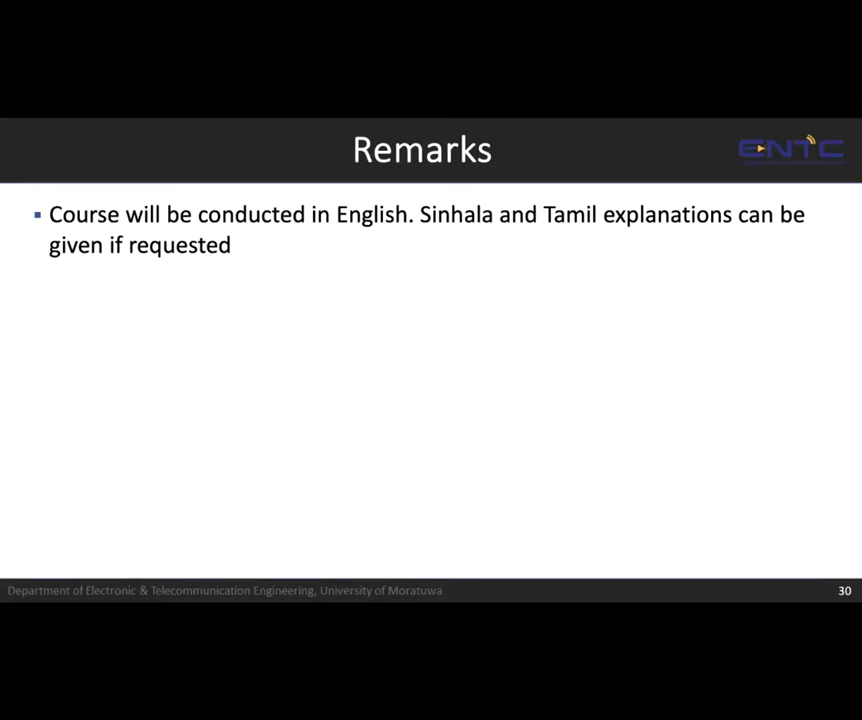 Remarks
ENTC
▪ Course will be conducted in English. Sinhala and Tamil explanations can be
given if requested
Department of Electronic & Telecommunication Engineering, University of Moratuwa
30